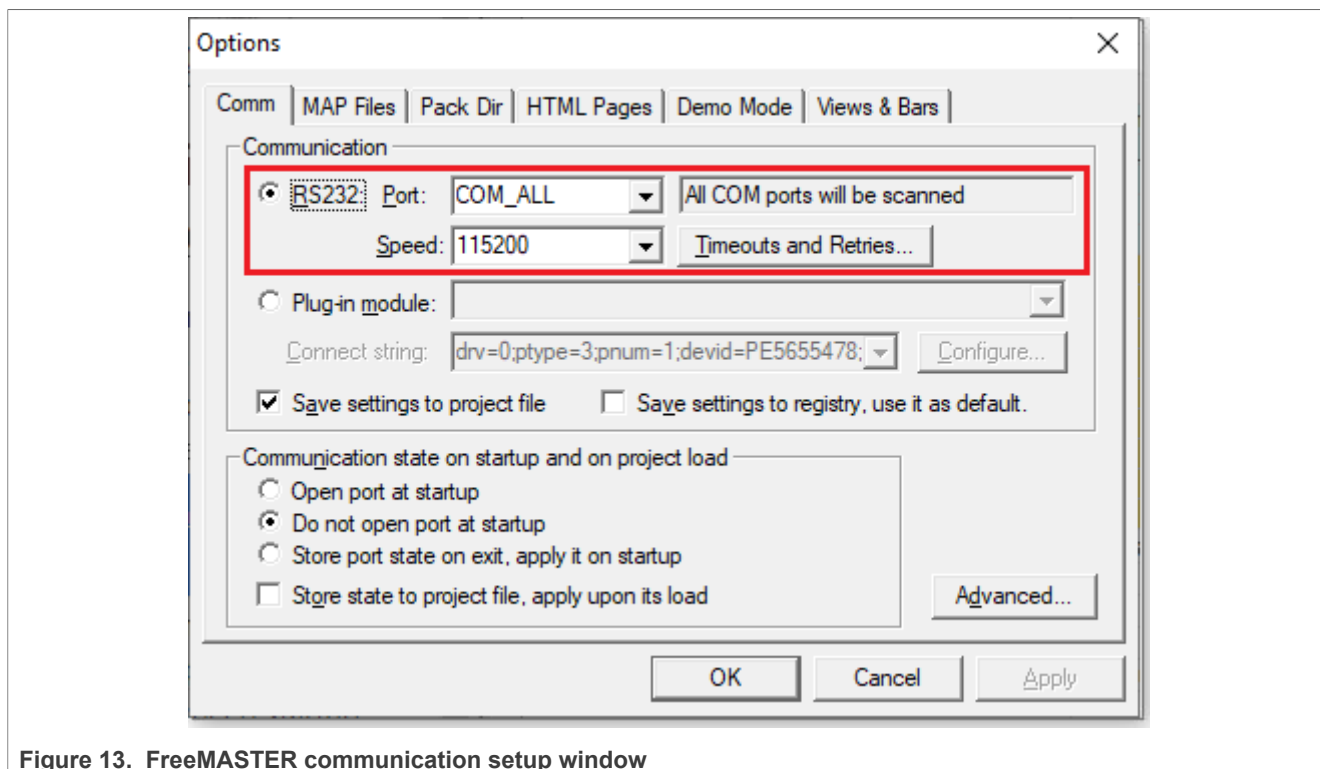 Options
Comm MAP Files Pack Dir HTML Pages Demo Mode Views & Bars
Communication
RS232: Port: COM_ALL All COM ports will be scanned
Speed: 115200 Timeouts and Retries...
Plug-in module:
Connect string: drv=0;ptype=3;pnum=1;devid=PE5655478; Configure...
Save settings to project file Save settings to registry, use it as default.
Communication state on startup and on project load
Open port at startup
Do not open port at startup
Store port state on exit, apply it on startup
Store state to project file, apply upon its load Advanced...
OK Cancel Apply
Figure 13. FreeMASTER communication setup window